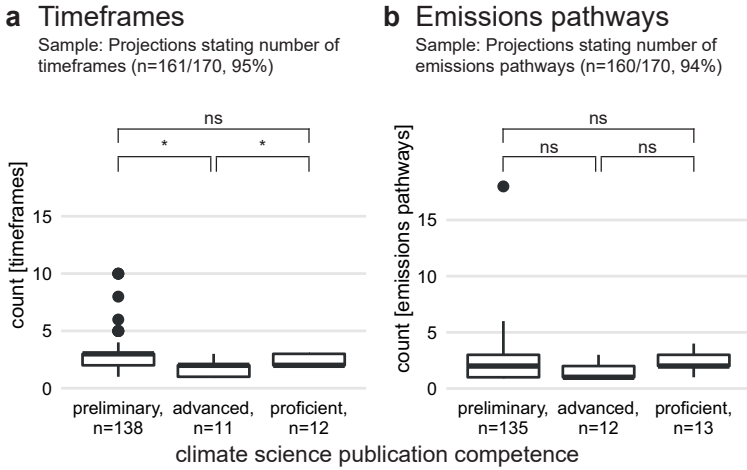 a Timeframes
Sample: Projections stating number of
timeframes (n=161/170, 95%)
ns
* *
count [timeframes]
15
10
5
0
preliminary, advanced, proficient,
n=138 n=11 n=12
b Emissions pathways
Sample: Projections stating number of
emissions pathways (n=160/170, 94%)
ns
ns ns
count [emissions pathways]
15
10
5
0
preliminary, advanced, proficient,
n=135 n=12 n=13
climate science publication competence